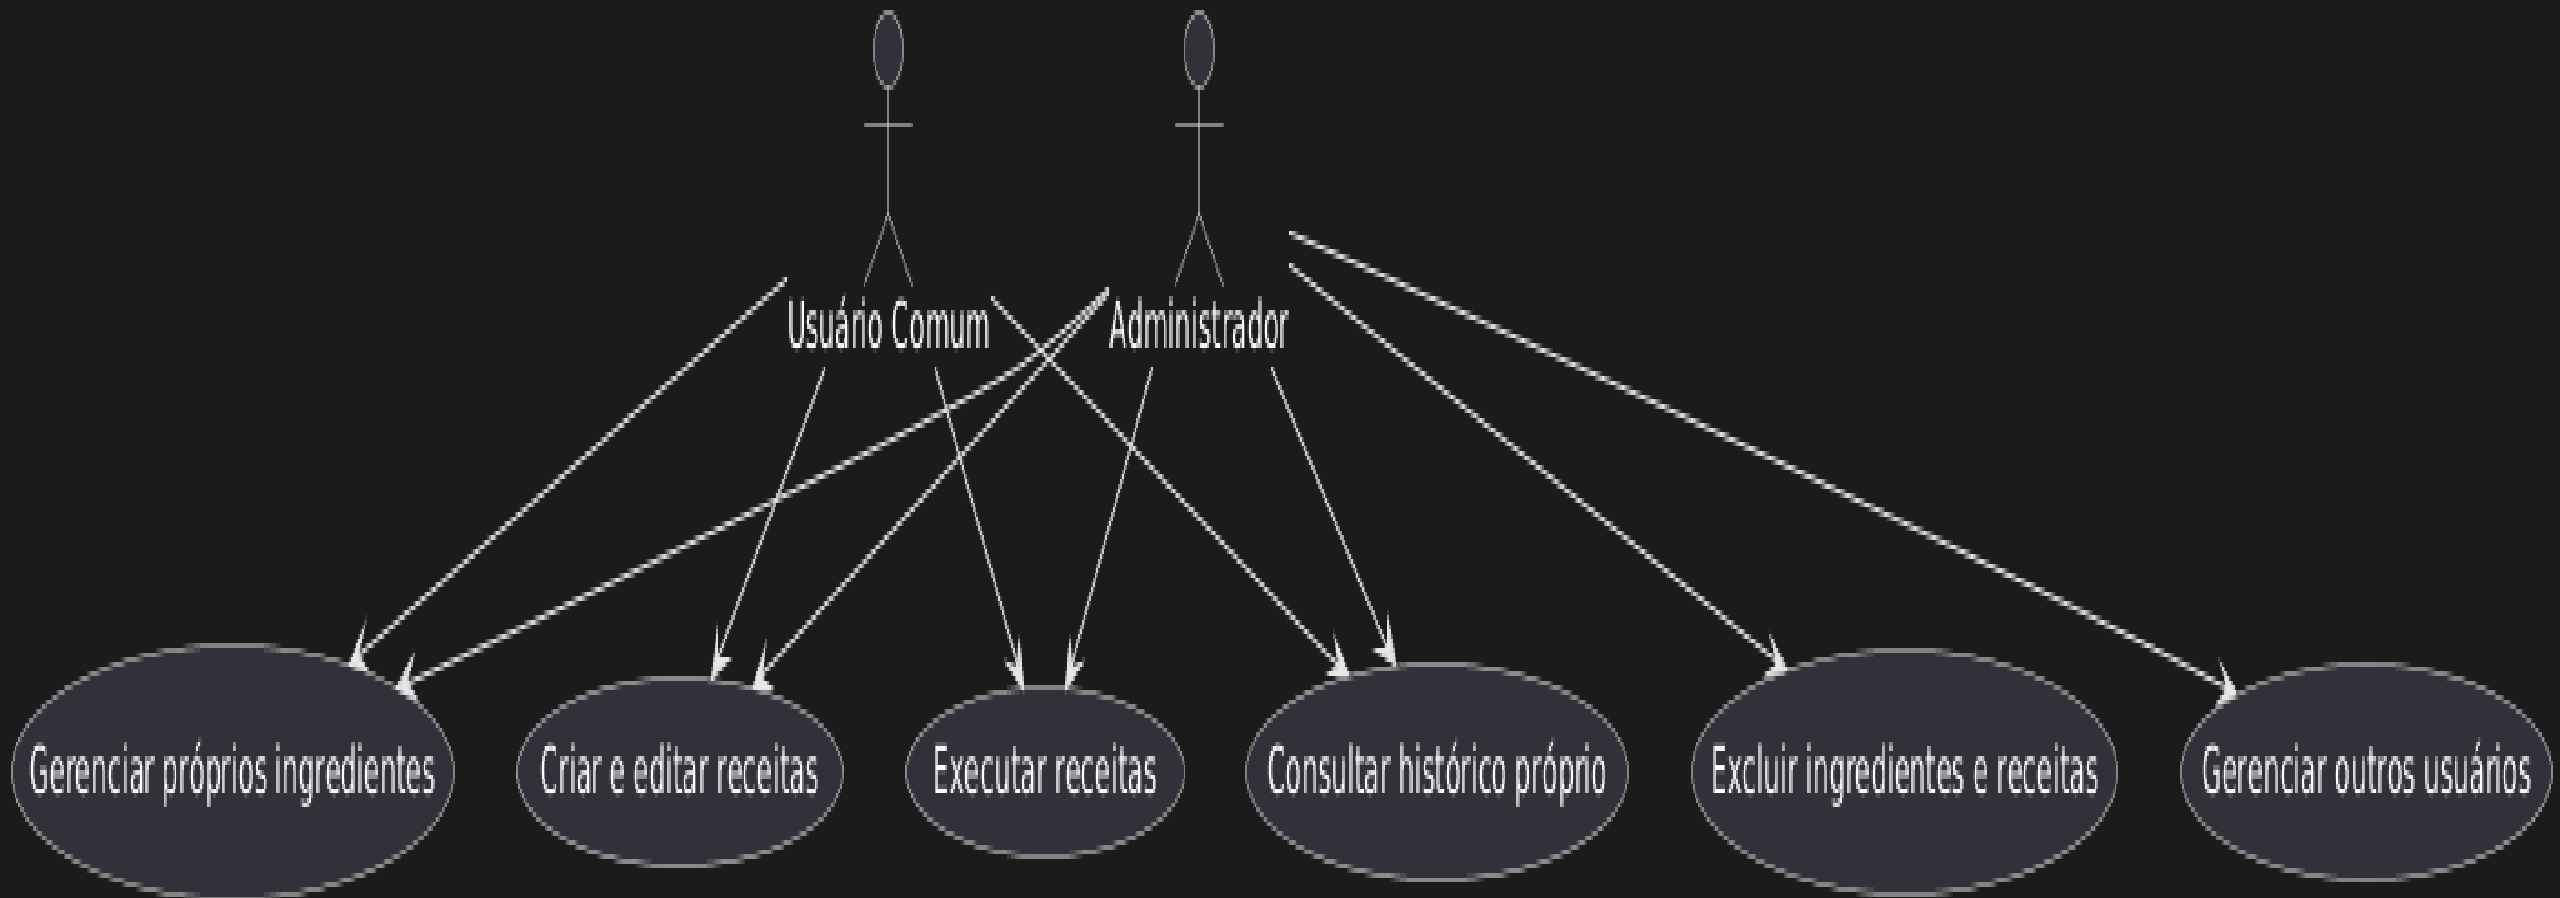 Usuário Comum
Administrador
Gerenciar próprios ingredientes
Criar e editar receitas
Executar receitas
Consultar histórico próprio
Excluir ingredientes e receitas
Gerenciar outros usuários